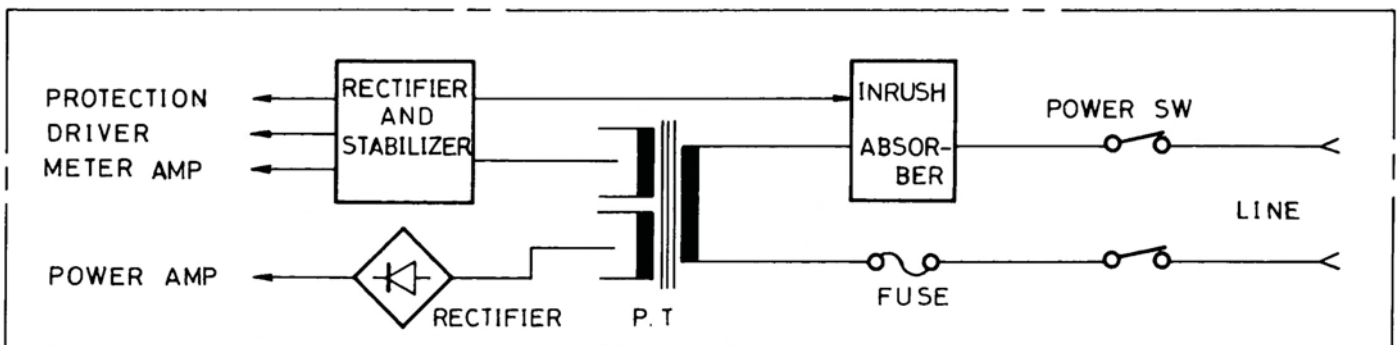 PROTECTION
DRIVER
METER AMP
RECTIFIER
AND
STABILIZER
INRUSH
ABSOR-
BER
POWER SW
LINE
POWER AMP
RECTIFIER
P.T
FUSE